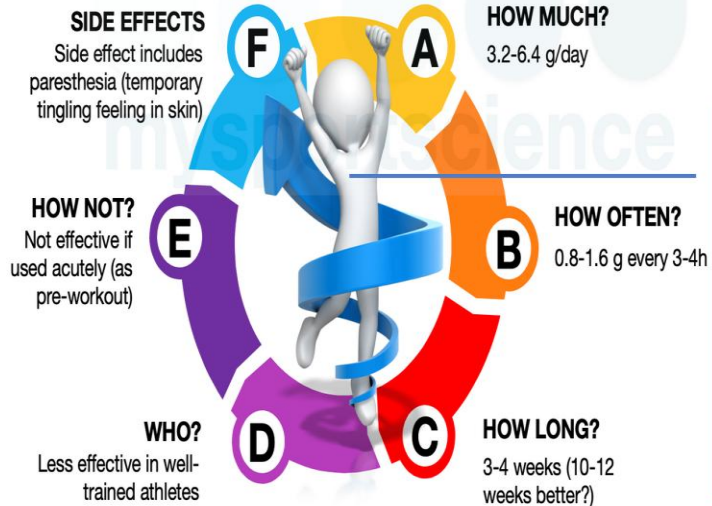 SIDE EFFECTS
Side effect includes
paresthesia (temporary
tingling feeling in skin)
F
A
HOW MUCH?
3.2-6.4 g/day
mysportscience
HOW NOT?
Not effective if
used acutely (as
pre-workout)
E
B
HOW OFTEN?
0.8-1.6 g every 3-4h
WHO?
Less effective in well-
trained athletes
D
C
HOW LONG?
3-4 weeks (10-12
weeks better?)